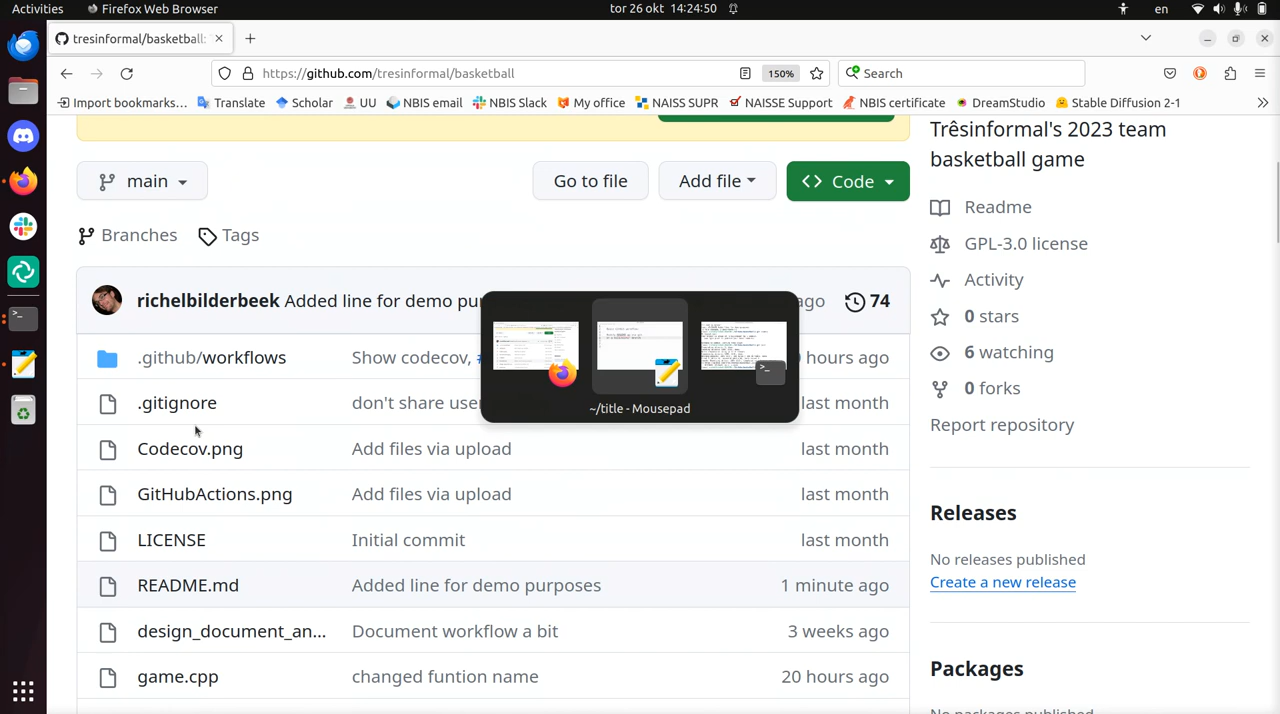 Activities
Firefox Web Browser
tor 26 okt 14:24:50
en
tresinformal/basketball:
https://github.com/tresinformal/basketball
150%
Search
Import bookmarks…
Translate
Scholar
UU
NBIS email
NBIS Slack
My office
NAISS SUPR
NAISSE Support
NBIS certificate
DreamStudio
Stable Diffusion 2-1
main
Go to file
Add file
Code
Branches
Tags
richelbilderbeek Added line for demo pu
ago
74
.github/workflows
Show codecov,
hours ago
.gitignore
don't share use
last month
Codecov.png
Add files via upload
last month
GitHubActions.png
Add files via upload
last month
LICENSE
Initial commit
last month
README.md
Added line for demo purposes
1 minute ago
design_document_an...
Document workflow a bit
3 weeks ago
game.cpp
changed funtion name
20 hours ago
~/title - Mousepad
Trêsinformal's 2023 team
basketball game
Readme
GPL-3.0 license
Activity
0 stars
6 watching
0 forks
Report repository
Releases
No releases published
Create a new release
Packages